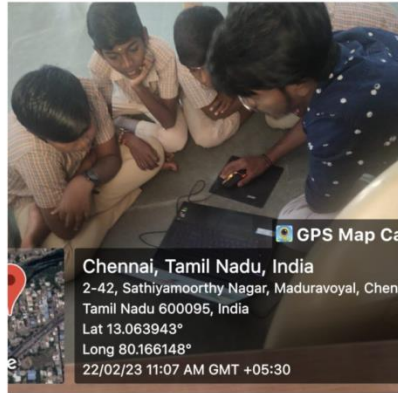 GPS Map Ca
Chennai, Tamil Nadu, India
2-42, Sathiyamoorthy Nagar, Maduravoyal, Chen
Tamil Nadu 600095, India
Lat 13.063943°
Long 80.166148°
22/02/23 11:07 AM GMT +05:30